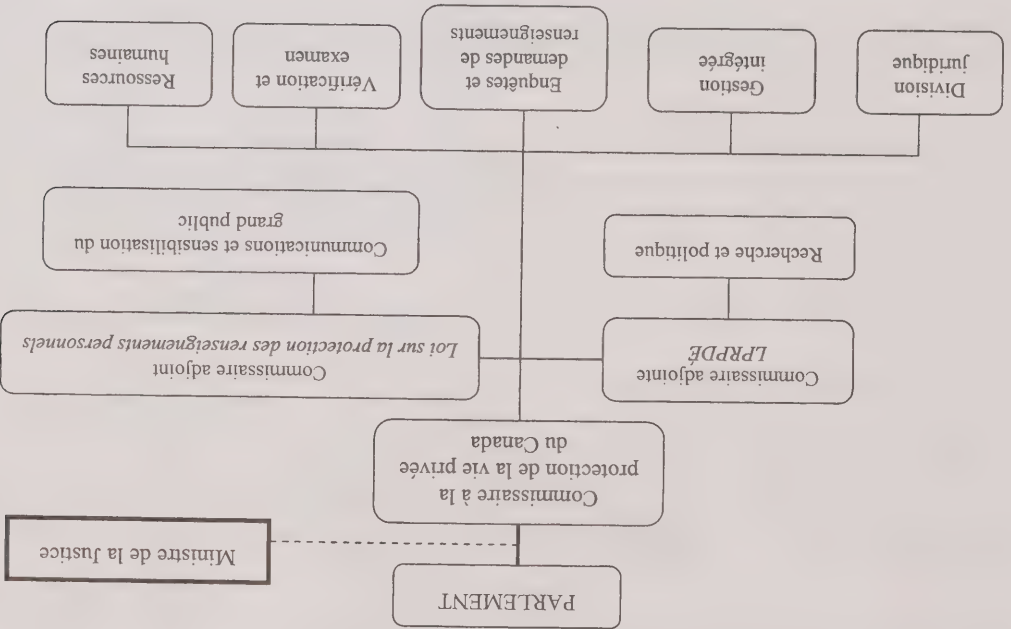 PARLEMENT
Ministre de la Justice
Commissaire à la
protection de la vie privée
du Canada
Commissaire adjointe
LPRPDÉ
Commissaire adjoint
Loi sur la protection des renseignements personnels
Recherche et politique
Communications et sensibilisation du
grand public
Division
juridique
Gestion
intégrée
Enquêtes et
demandes de
renseignements
Vérification et
examen
Ressources
humaines